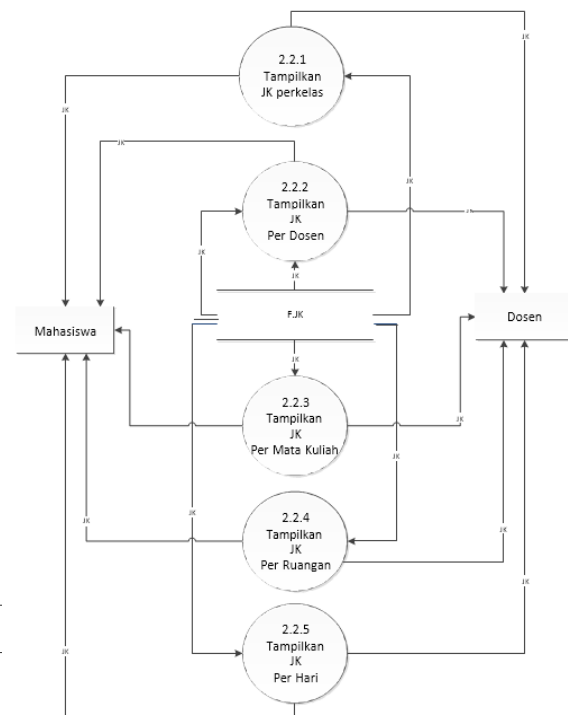 JK
2.2.1
Tampilkan
JK perkelas
JK
JK
JK
2.2.2
Tampilkan
JK
Per Dosen
JK
JK
JK
JK
Mahasiswa
F.JK
Dosen
2.2.3
Tampilkan
JK
Per Mata Kuliah
JK
JK
JK
2.2.4
Tampilkan
JK
Per Ruangan
JK
JK
JK
2.2.5
Tampilkan
JK
Per Hari
JK
JK